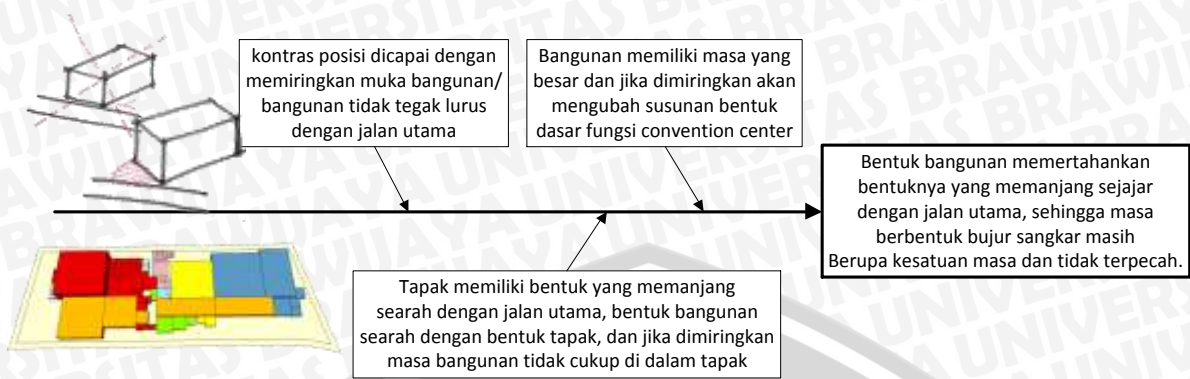 kontras posisi dicapai dengan
memiringkan muka bangunan/
bangunan tidak tegak lurus
dengan jalan utama
Bangunan memiliki masa yang
besar dan jika dimiringkan akan
mengubah susunan bentuk
dasar fungsi convention center
Bentuk bangunan memertahankan
bentuknya yang memanjang sejajar
dengan jalan utama, sehingga masa
berbentuk bujur sangkar masih
Berupa kesatuan masa dan tidak terpecah.
Tapak memiliki bentuk yang memanjang
searah dengan jalan utama, bentuk bangunan
searah dengan bentuk tapak, dan jika dimiringkan
masa bangunan tidak cukup di dalam tapak